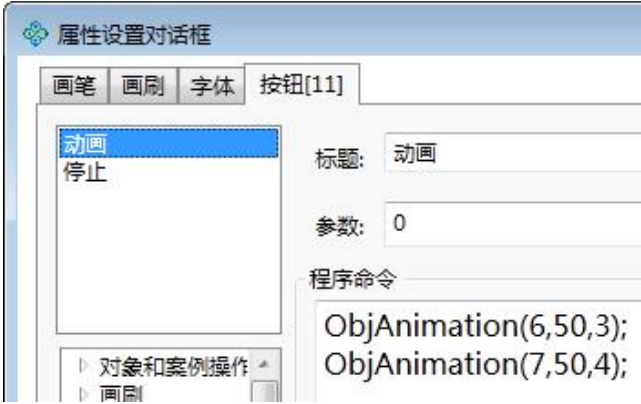 属性设置对话框
画笔 画刷 字体 按钮[11]
动画
停止
标题: 动画
参数: 0
程序命令
ObjAnimation(6,50,3);
ObjAnimation(7,50,4);
对象和案例操作
画刷